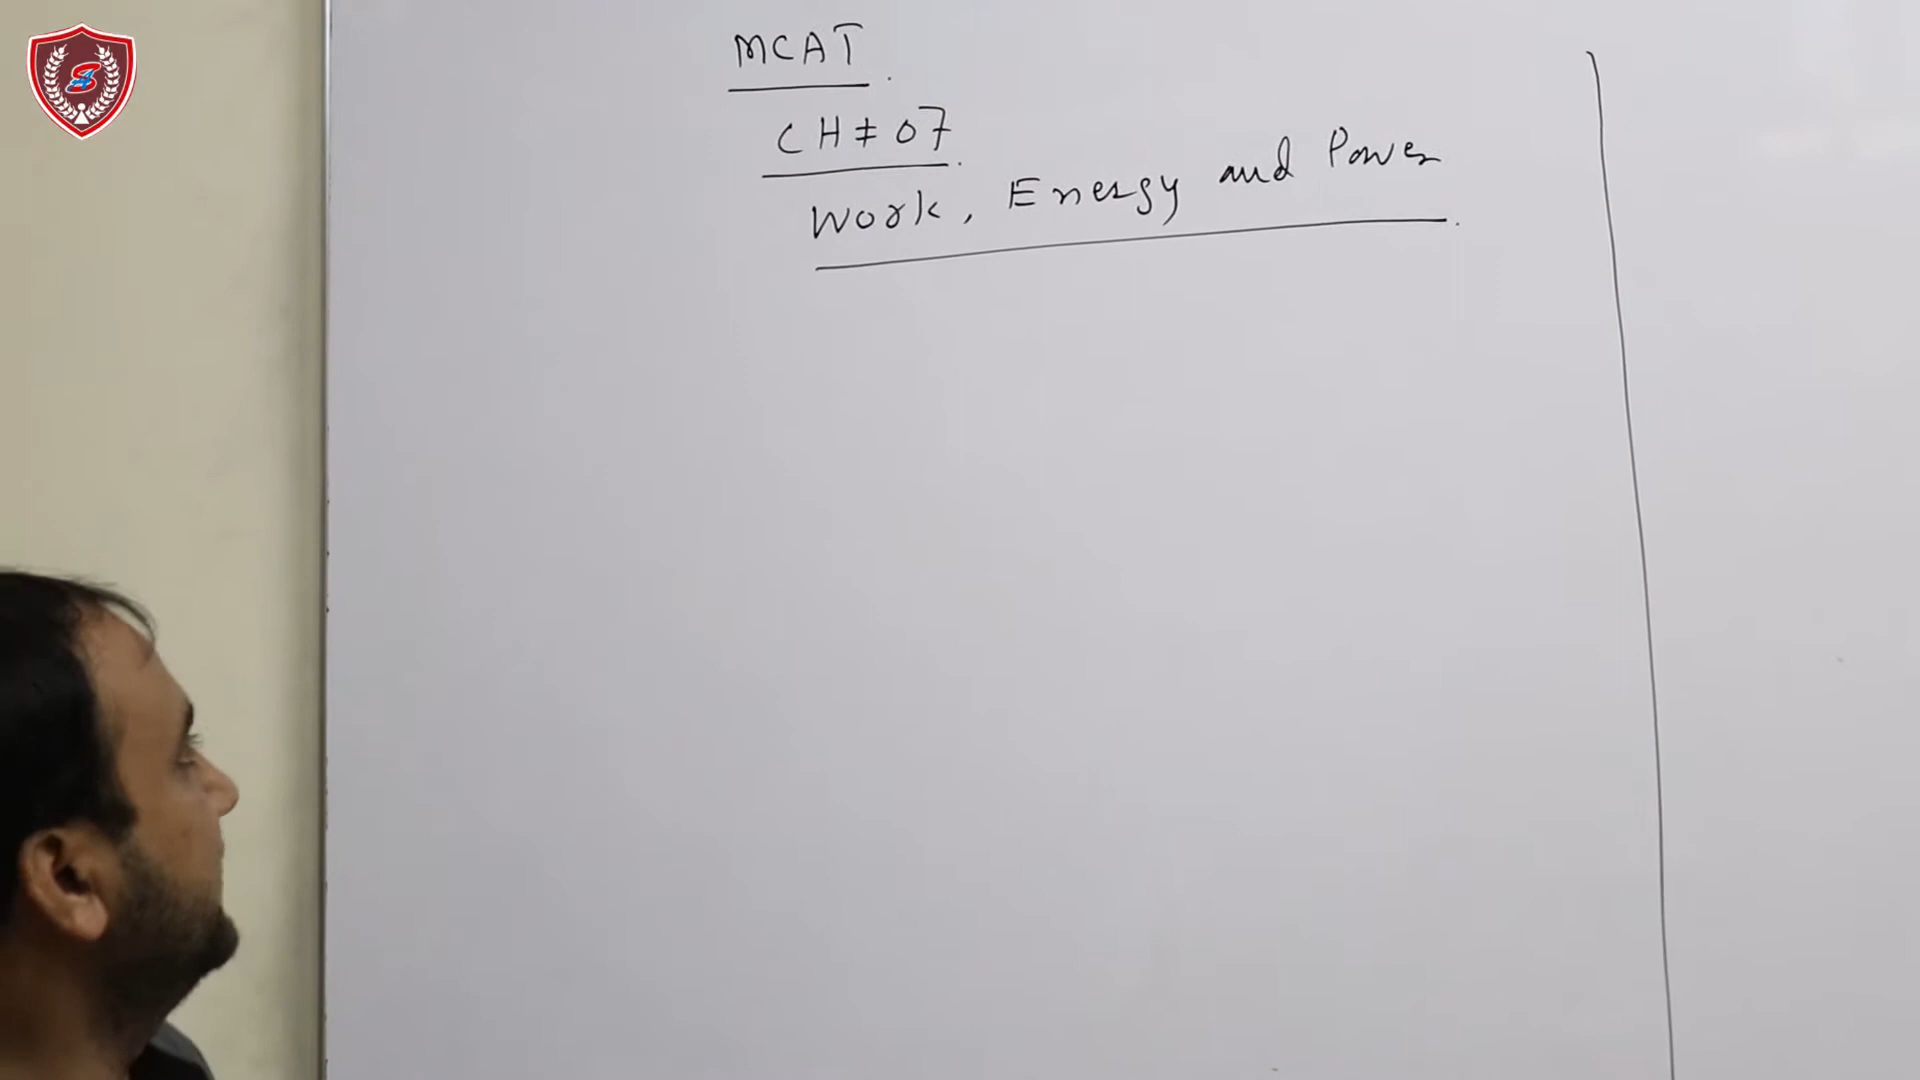 MCAT.
CH # 07.
Work, Energy and Power.